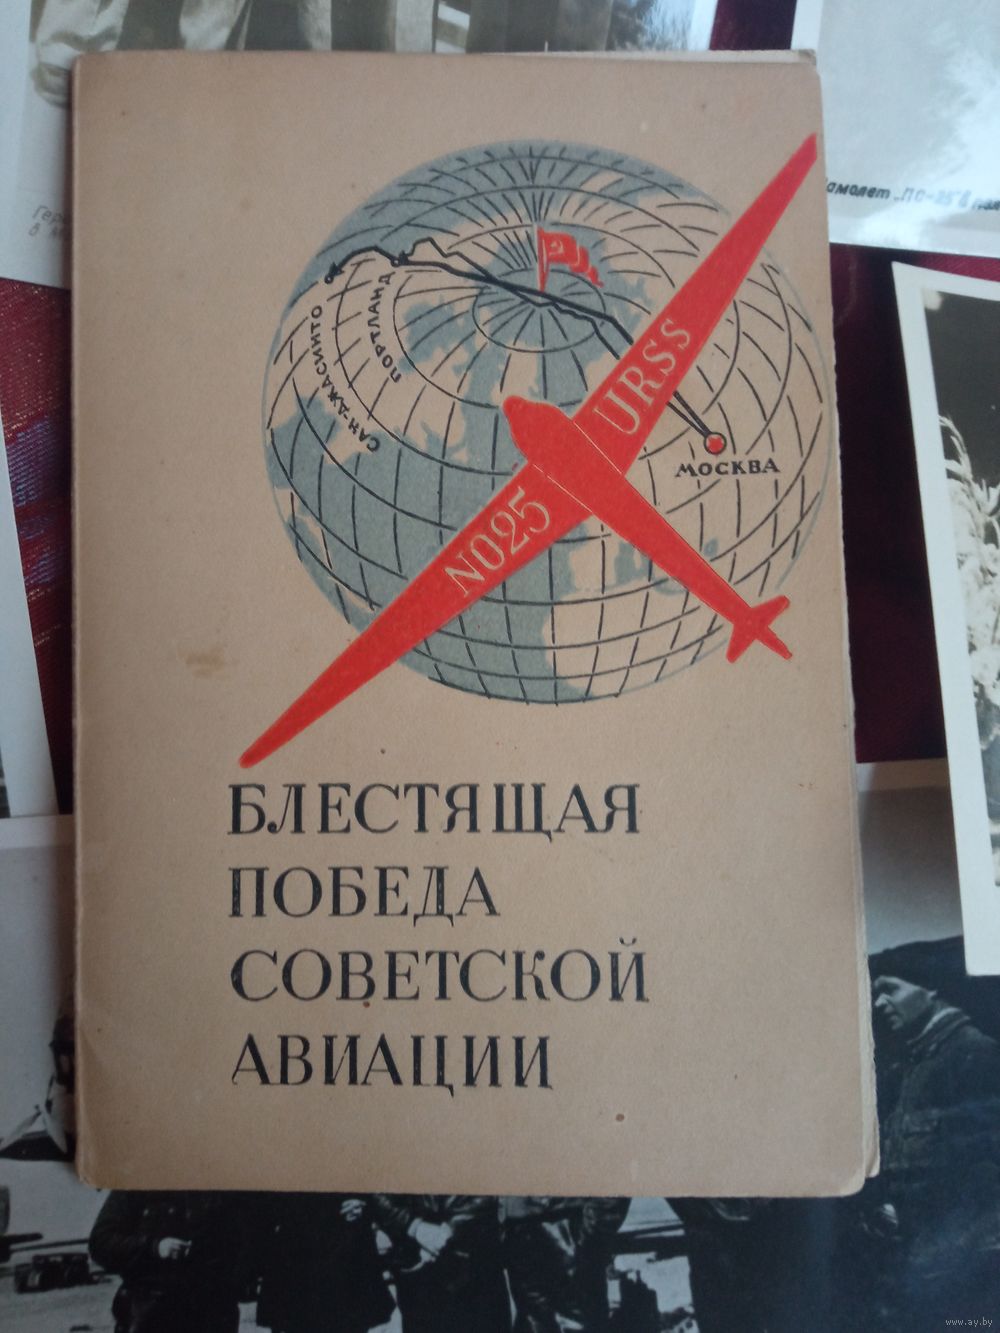 амолет „ПО-25"В
URSS
NO25
САН-ДЖАСИНТО
ПОРТЛАНД
МОСКВА
БЛЕСТЯЩАЯ
ПОБЕДА
СОВЕТСКОЙ
АВИАЦИИ
www.ay.by